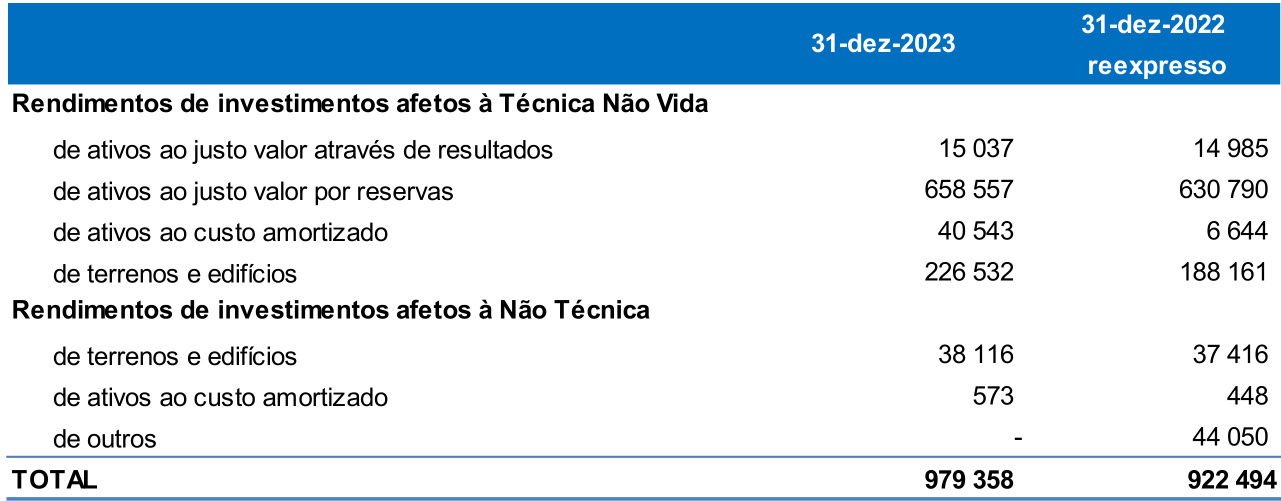 31-dez-2023 31-dez-2022
reexpresso
Rendimentos de investimentos afetos à Técnica Não Vida
de ativos ao justo valor através de resultados 15 037 14 985
de ativos ao justo valor por reservas 658 557 630 790
de ativos ao custo amortizado 40 543 6 644
de terrenos e edifícios 226 532 188 161
Rendimentos de investimentos afetos à Não Técnica
de terrenos e edifícios 38 116 37 416
de ativos ao custo amortizado 573 448
de outros - 44 050
TOTAL 979 358 922 494